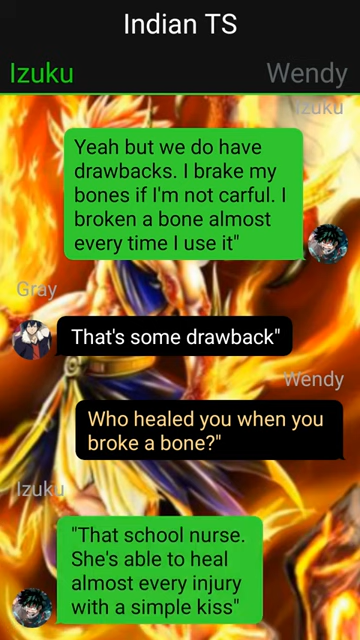 Indian TS
Izuku Wendy
Izuku
Yeah but we do have
drawbacks. I brake my
bones if I'm not carful. I
broken a bone almost
every time I use it"
Gray
That's some drawback"
Wendy
Who healed you when you
broke a bone?"
Izuku
"That school nurse.
She's able to heal
almost every injury
with a simple kiss"